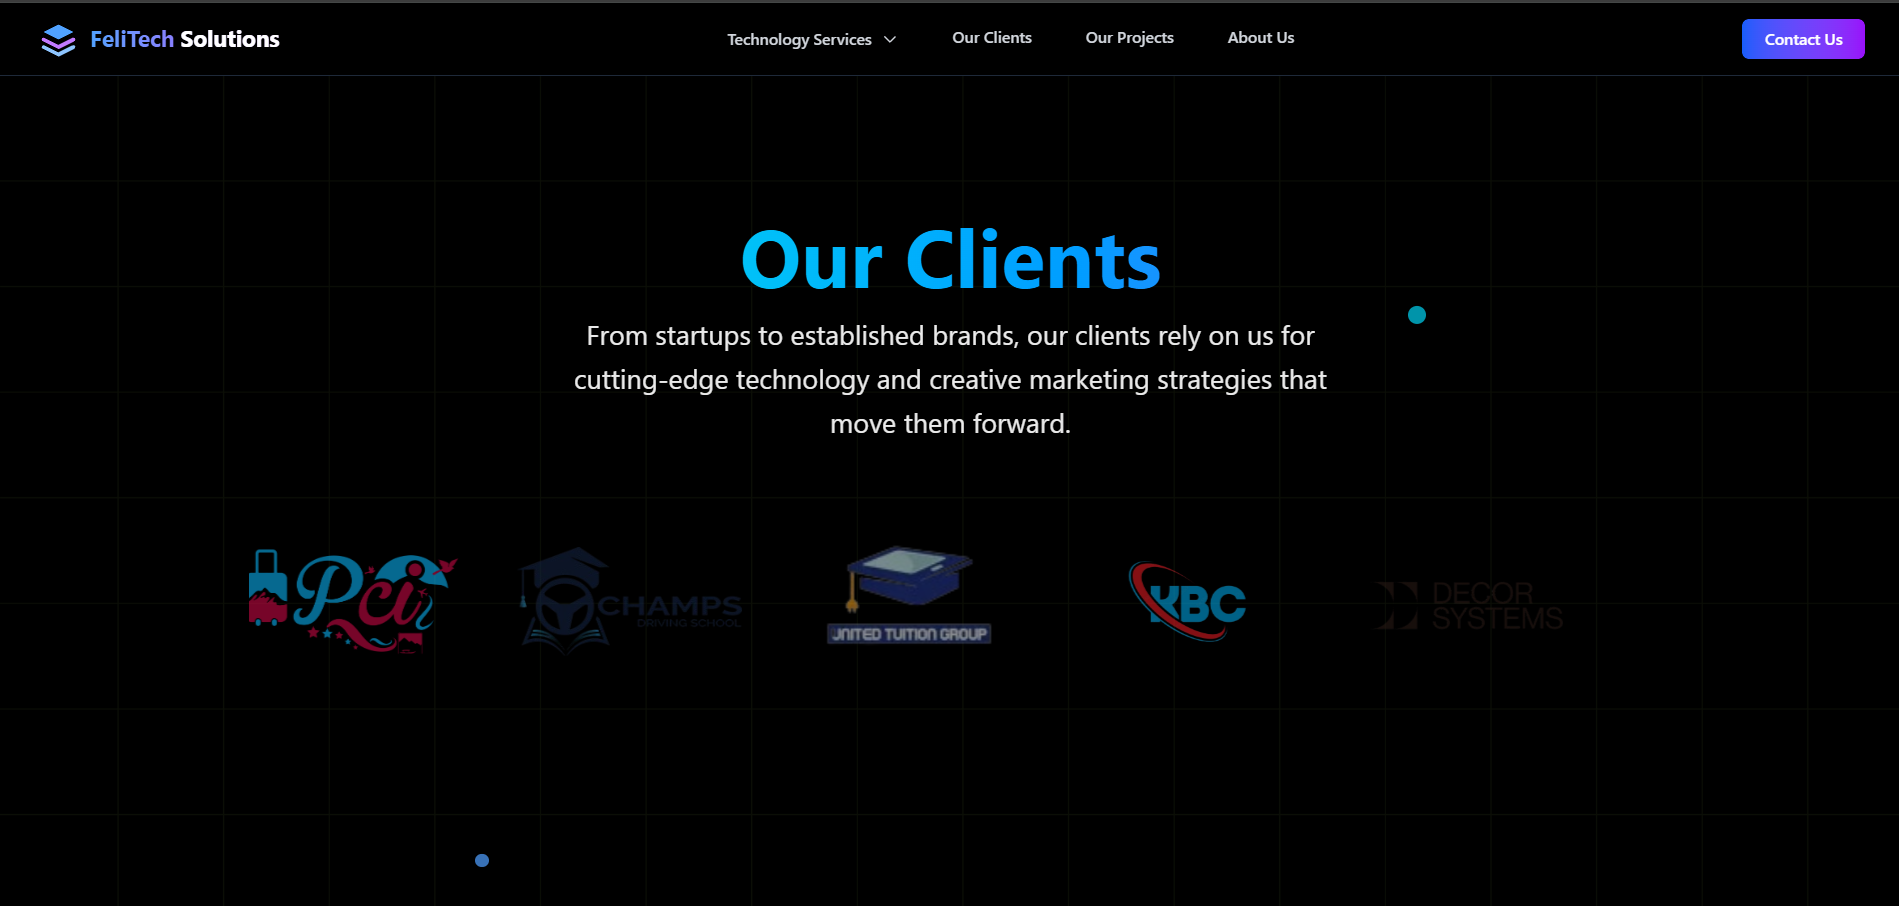 FeliTech Solutions
Technology Services
Our Clients
Our Projects
About Us
Contact Us
Our Clients
From startups to established brands, our clients rely on us for
cutting-edge technology and creative marketing strategies that
move them forward.
Pci
CHAMPS
DRIVING SCHOOL
UNITED TUITION GROUP
KBC
DECOR
SYSTEMS